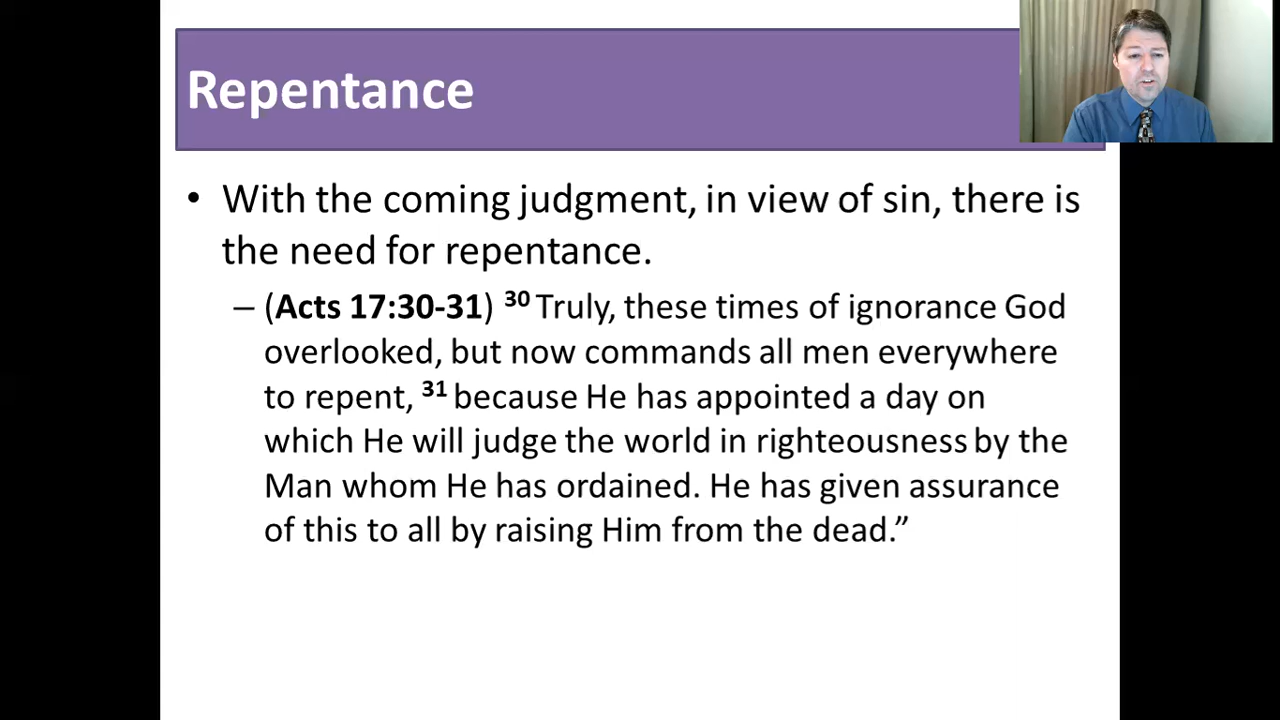 Repentance
• With the coming judgment, in view of sin, there is
the need for repentance.
– (Acts 17:30-31) 30 Truly, these times of ignorance God
overlooked, but now commands all men everywhere
to repent, 31 because He has appointed a day on
which He will judge the world in righteousness by the
Man whom He has ordained. He has given assurance
of this to all by raising Him from the dead.”